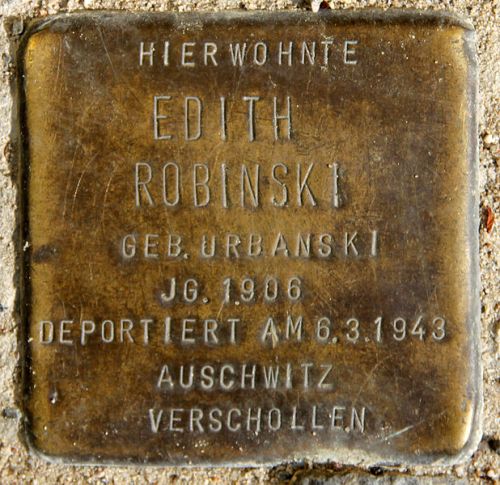 HIER WOHNTE
EDITH
ROBINSKI
GEB. URBANSKI
JG. 1906
DEPORTIERT AM 6.3.1943
AUSCHWITZ
VERSCHOLLEN